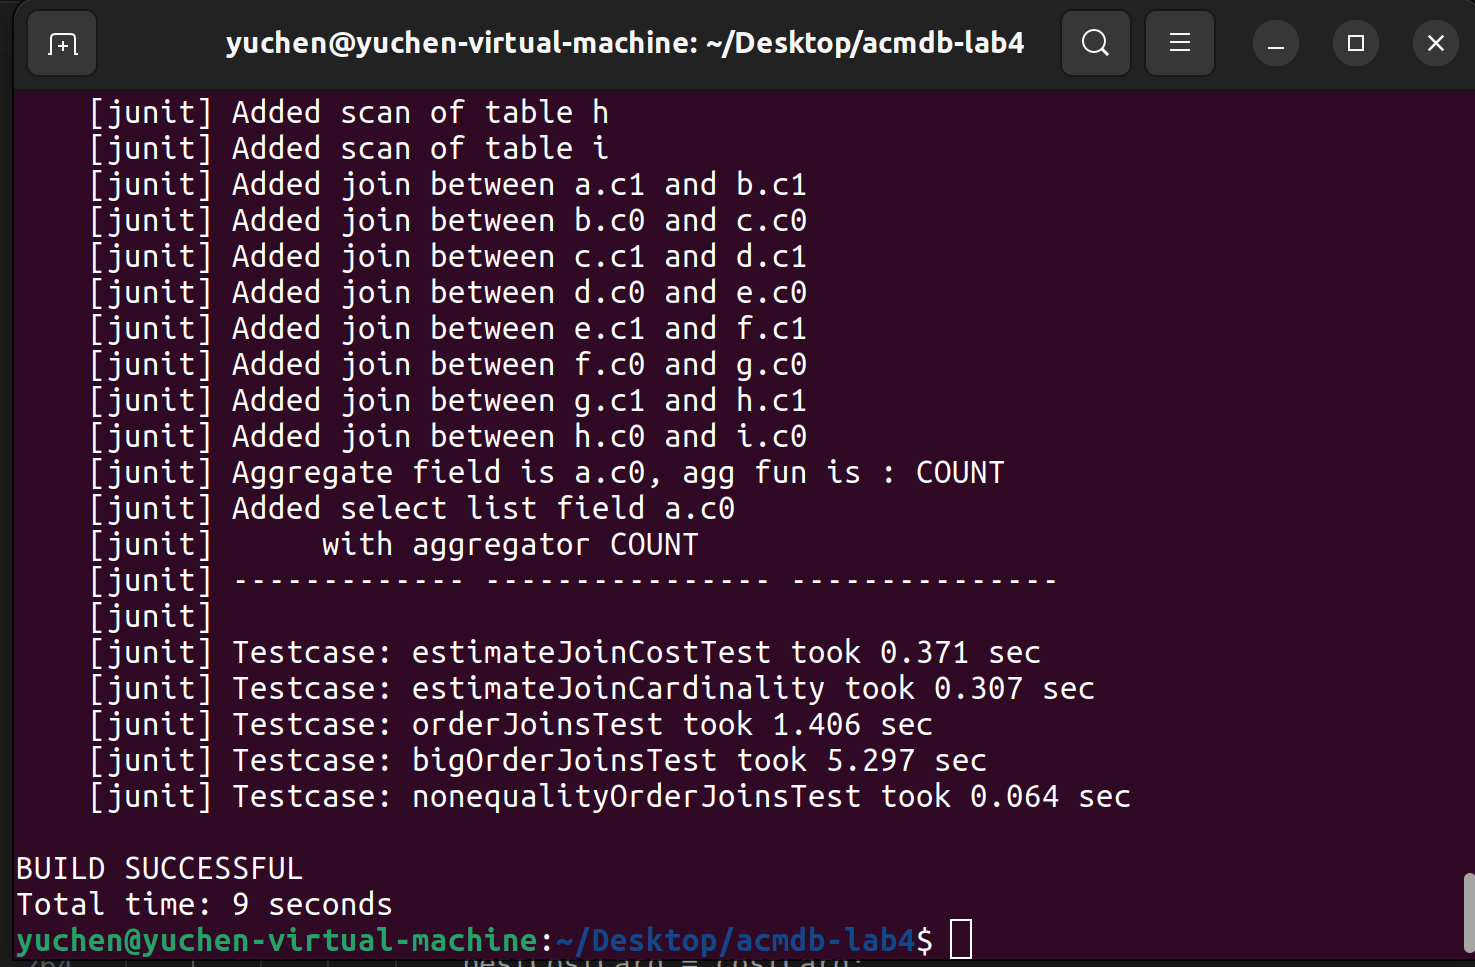 yuchen@yuchen-virtual-machine: ~/Desktop/acmdb-lab4
[junit] Added scan of table h
[junit] Added scan of table i
[junit] Added join between a.c1 and b.c1
[junit] Added join between b.c0 and c.c0
[junit] Added join between c.c1 and d.c1
[junit] Added join between d.c0 and e.c0
[junit] Added join between e.c1 and f.c1
[junit] Added join between f.c0 and g.c0
[junit] Added join between g.c1 and h.c1
[junit] Added join between h.c0 and i.c0
[junit] Aggregate field is a.c0, agg fun is : COUNT
[junit] Added select list field a.c0
[junit]      with aggregator COUNT
[junit] ------------- ---------------- ---------------
[junit]
[junit] Testcase: estimateJoinCostTest took 0.371 sec
[junit] Testcase: estimateJoinCardinality took 0.307 sec
[junit] Testcase: orderJoinsTest took 1.406 sec
[junit] Testcase: bigOrderJoinsTest took 5.297 sec
[junit] Testcase: nonequalityOrderJoinsTest took 0.064 sec
BUILD SUCCESSFUL
Total time: 9 seconds
yuchen@yuchen-virtual-machine:~/Desktop/acmdb-lab4$